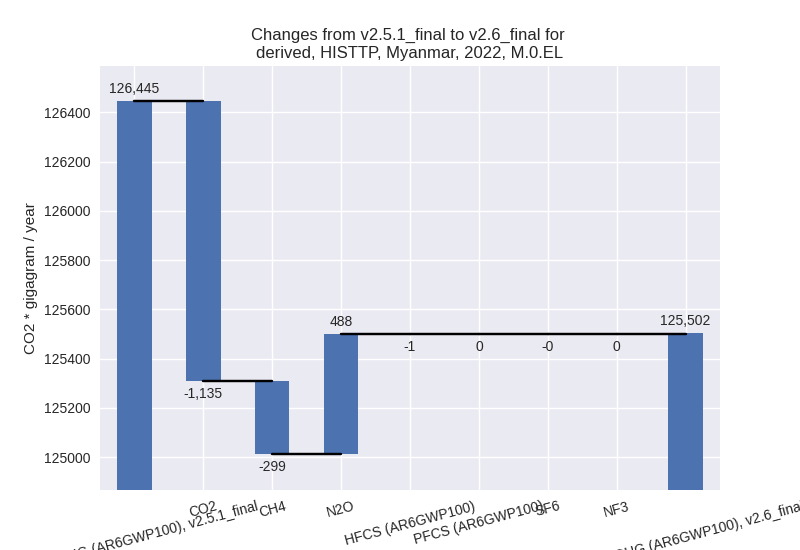 Changes from v2.5.1_final to v2.6_final for
derived, HISTTP, Myanmar, 2022, M.0.EL
CO2 * gigagram / year
126400
126200
126000
125800
125600
125400
125200
125000
126,445
-1,135
-299
488
-1
0
-0
0
125,502
(AR6GWP100), v2.5.1_final
CO2
CH4
N2O
HFCS (AR6GWP100)
PFCS (AR6GWP100)
SF6
NF3
(AR6GWP100), v2.6_final